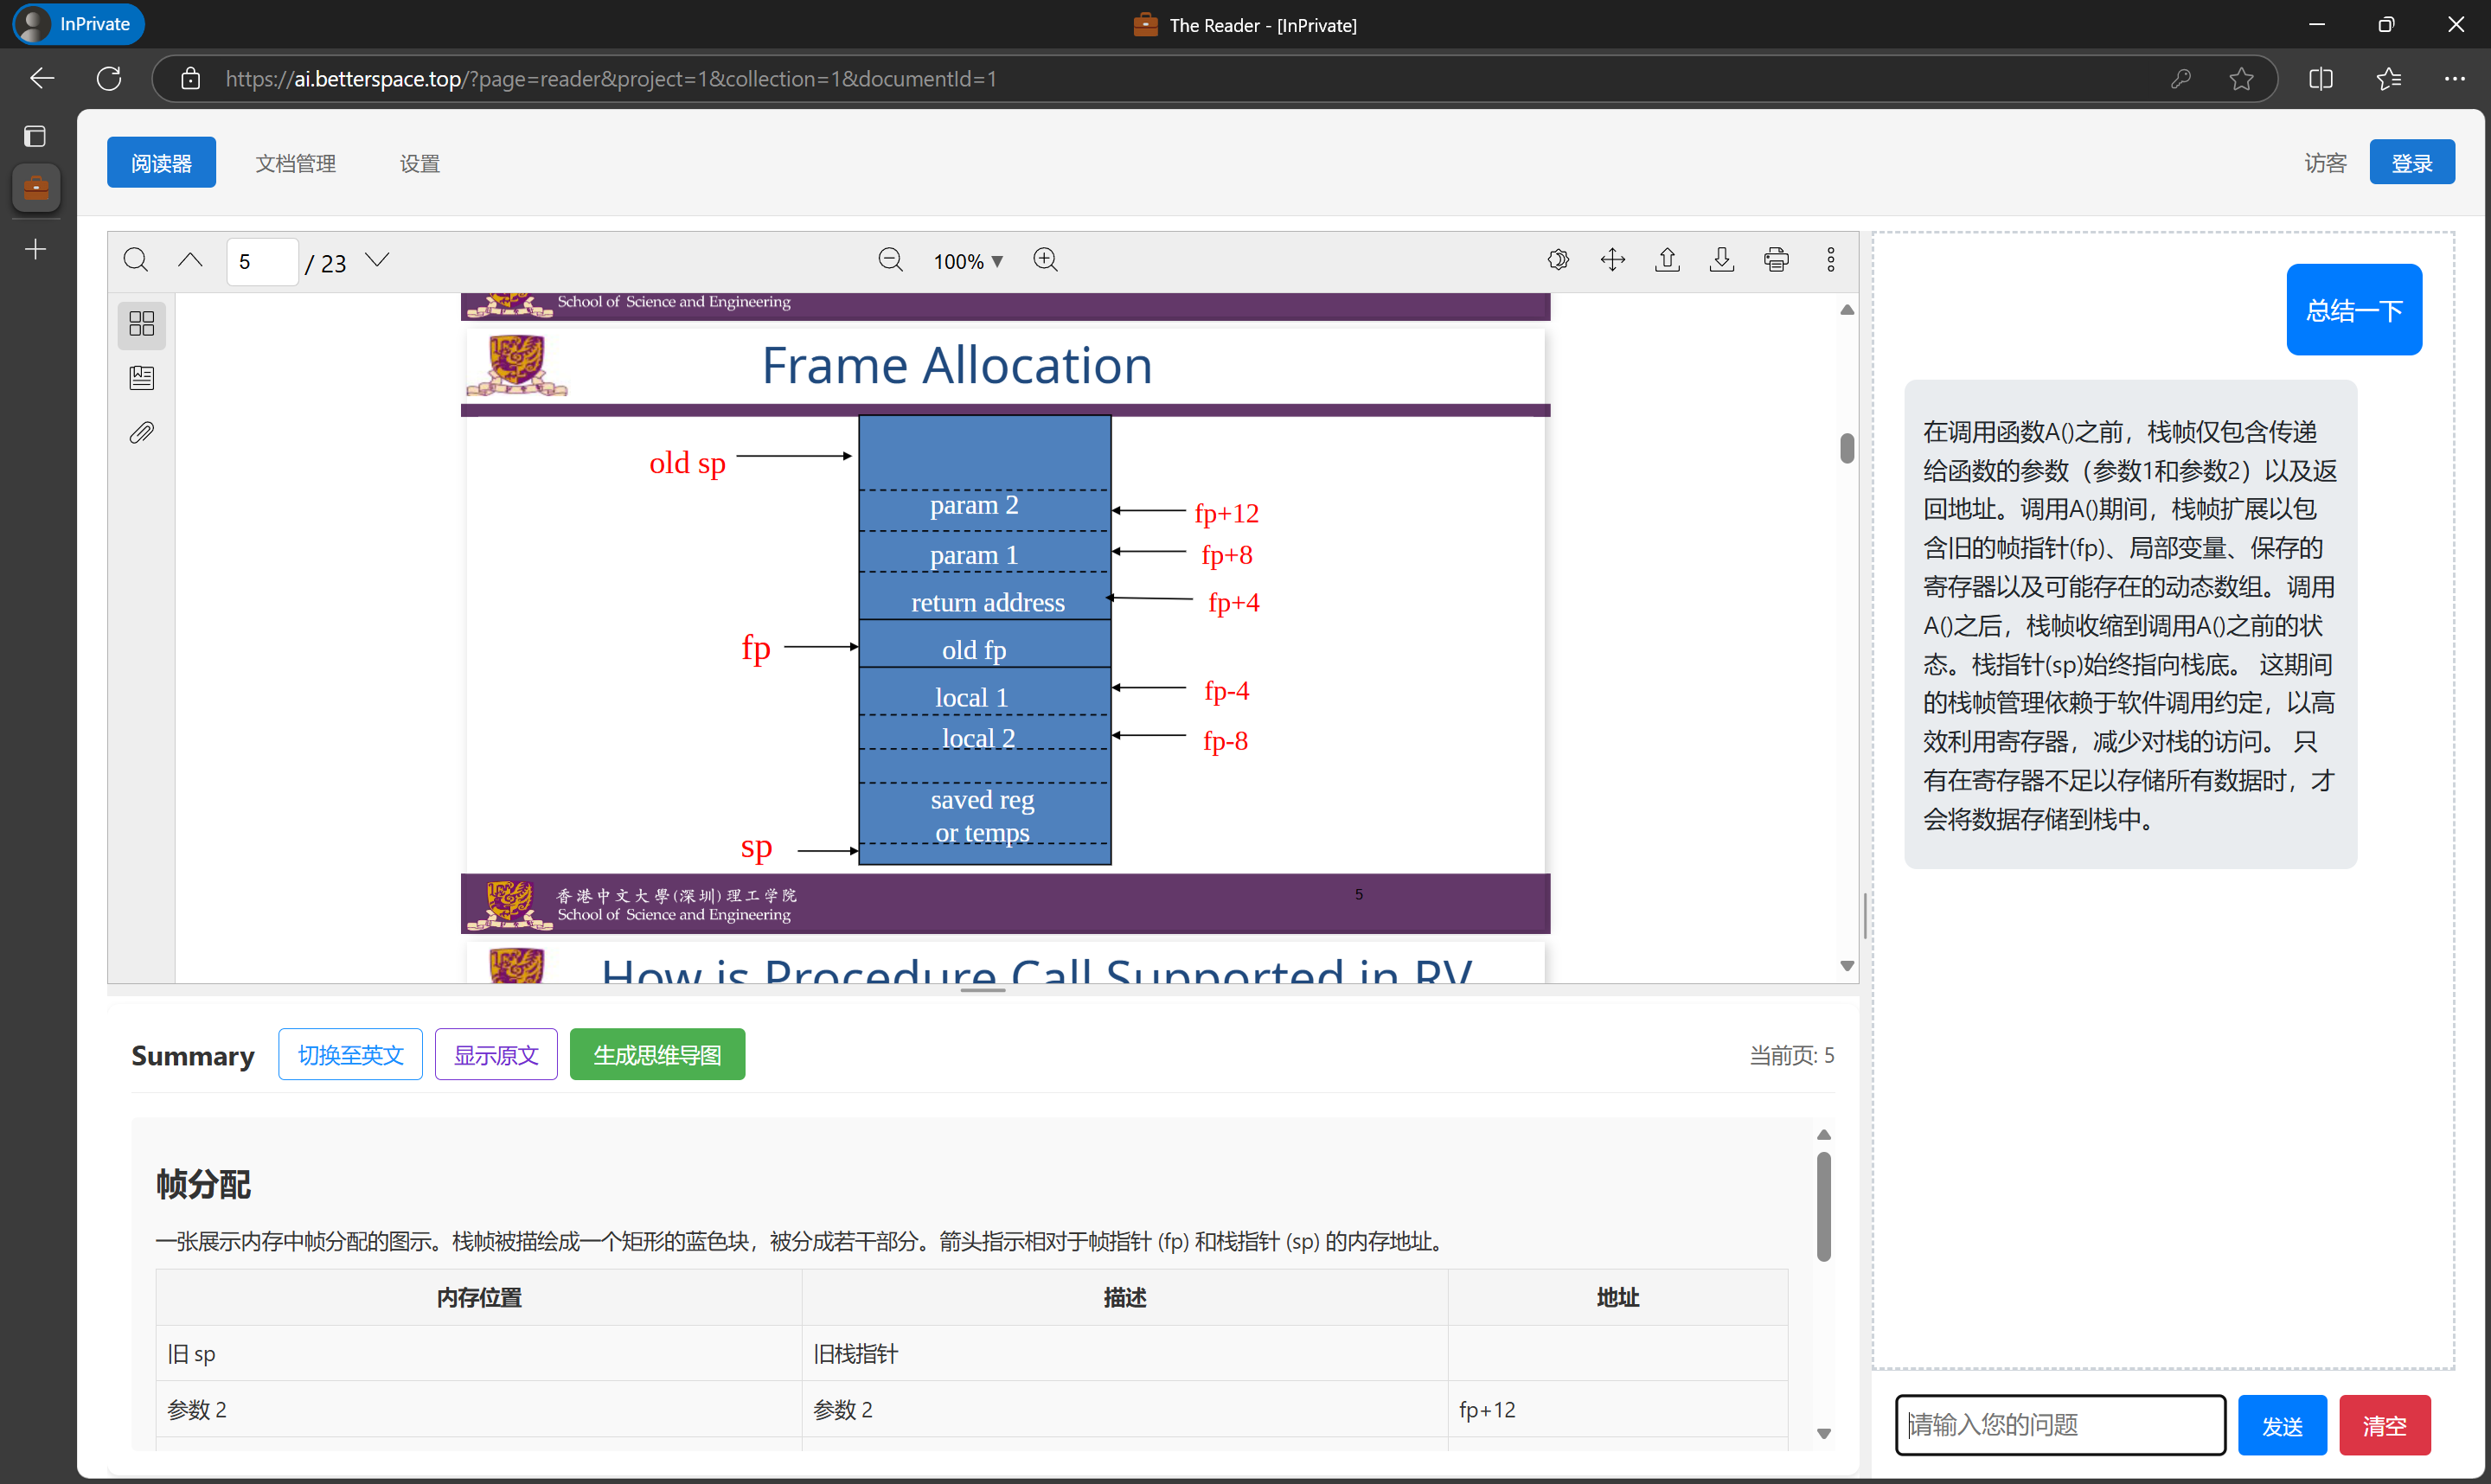 InPrivate
The Reader - [InPrivate]
https://ai.betterspace.top/?page=reader&project=1&collection=1&documentId=1
阅读器
文档管理
设置
访客
登录
5
/ 23
100%
School of Science and Engineering
Frame Allocation
old sp
param 2
fp+12
param 1
fp+8
return address
fp+4
fp
old fp
local 1
fp-4
local 2
fp-8
saved reg
or temps
sp
香港中文大學(深圳)理工学院
School of Science and Engineering
5
How is Procedure Call Supported in RV
Summary
切换至英文
显示原文
生成思维导图
当前页: 5
帧分配
一张展示内存中帧分配的图示。栈帧被描绘成一个矩形的蓝色块，被分成若干部分。箭头指示相对于帧指针 (fp) 和栈指针 (sp) 的内存地址。
内存位置
描述
地址
旧 sp
旧栈指针
参数 2
参数 2
fp+12
总结一下
在调用函数A()之前，栈帧仅包含传递
给函数的参数（参数1和参数2）以及返
回地址。调用A()期间，栈帧扩展以包
含旧的帧指针(fp)、局部变量、保存的
寄存器以及可能存在的动态数组。调用
A()之后，栈帧收缩到调用A()之前的状
态。栈指针(sp)始终指向栈底。 这期间
的栈帧管理依赖于软件调用约定，以高
效利用寄存器，减少对栈的访问。 只
有在寄存器不足以存储所有数据时，才
会将数据存储到栈中。
请输入您的问题
发送
清空